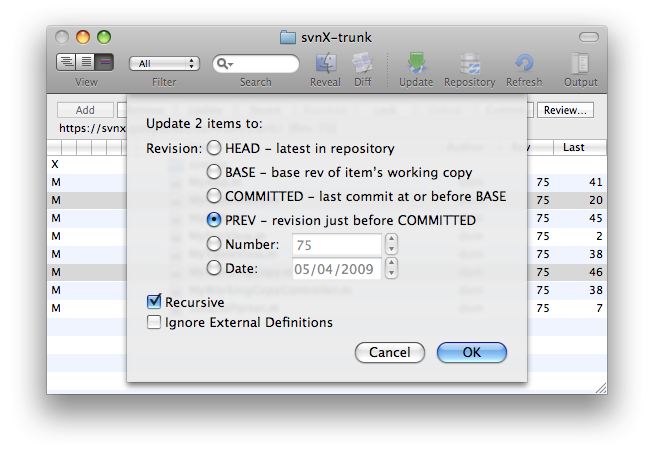 svnX-trunk
All
View
Filter
Search
Reveal
Diff
Update
Repository
Refresh
Output
Add
Review...
https://svnx
Last
Update 2 items to:
Revision:
HEAD – latest in repository
BASE – base rev of item's working copy
COMMITTED – last commit at or before BASE
PREV – revision just before COMMITTED
Number: 75
Date: 05/04/2009
Recursive
Ignore External Definitions
Cancel
OK
X
M 75 41
M 75 20
M 75 45
M 75 2
M 75 38
M 75 46
M 75 38
M 75 7